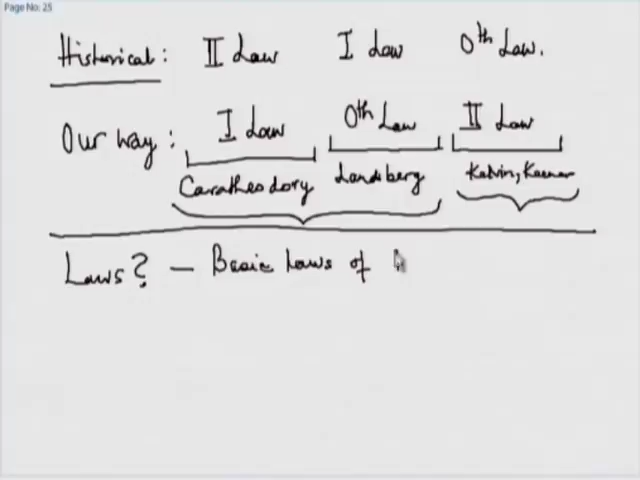 Page No: 25
Historical: II Law I Law 0th Law.
Our way: I Law 0th Law II Law
Caratheodory Landsberg Kelvin, Keenan
Laws? — Basic Laws of